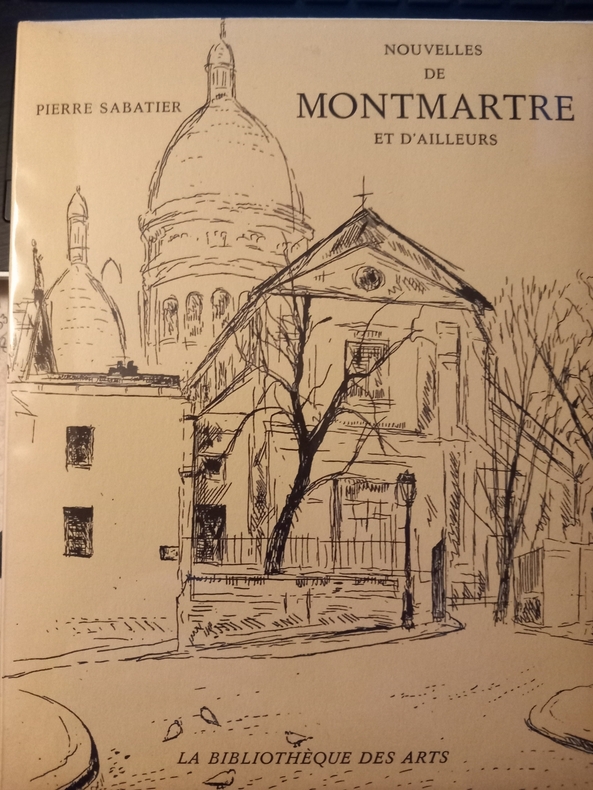 NOUVELLES
DE
MONTMARTRE
ET D'AILLEURS
PIERRE SABATIER
LA BIBLIOTHÈQUE DES ARTS